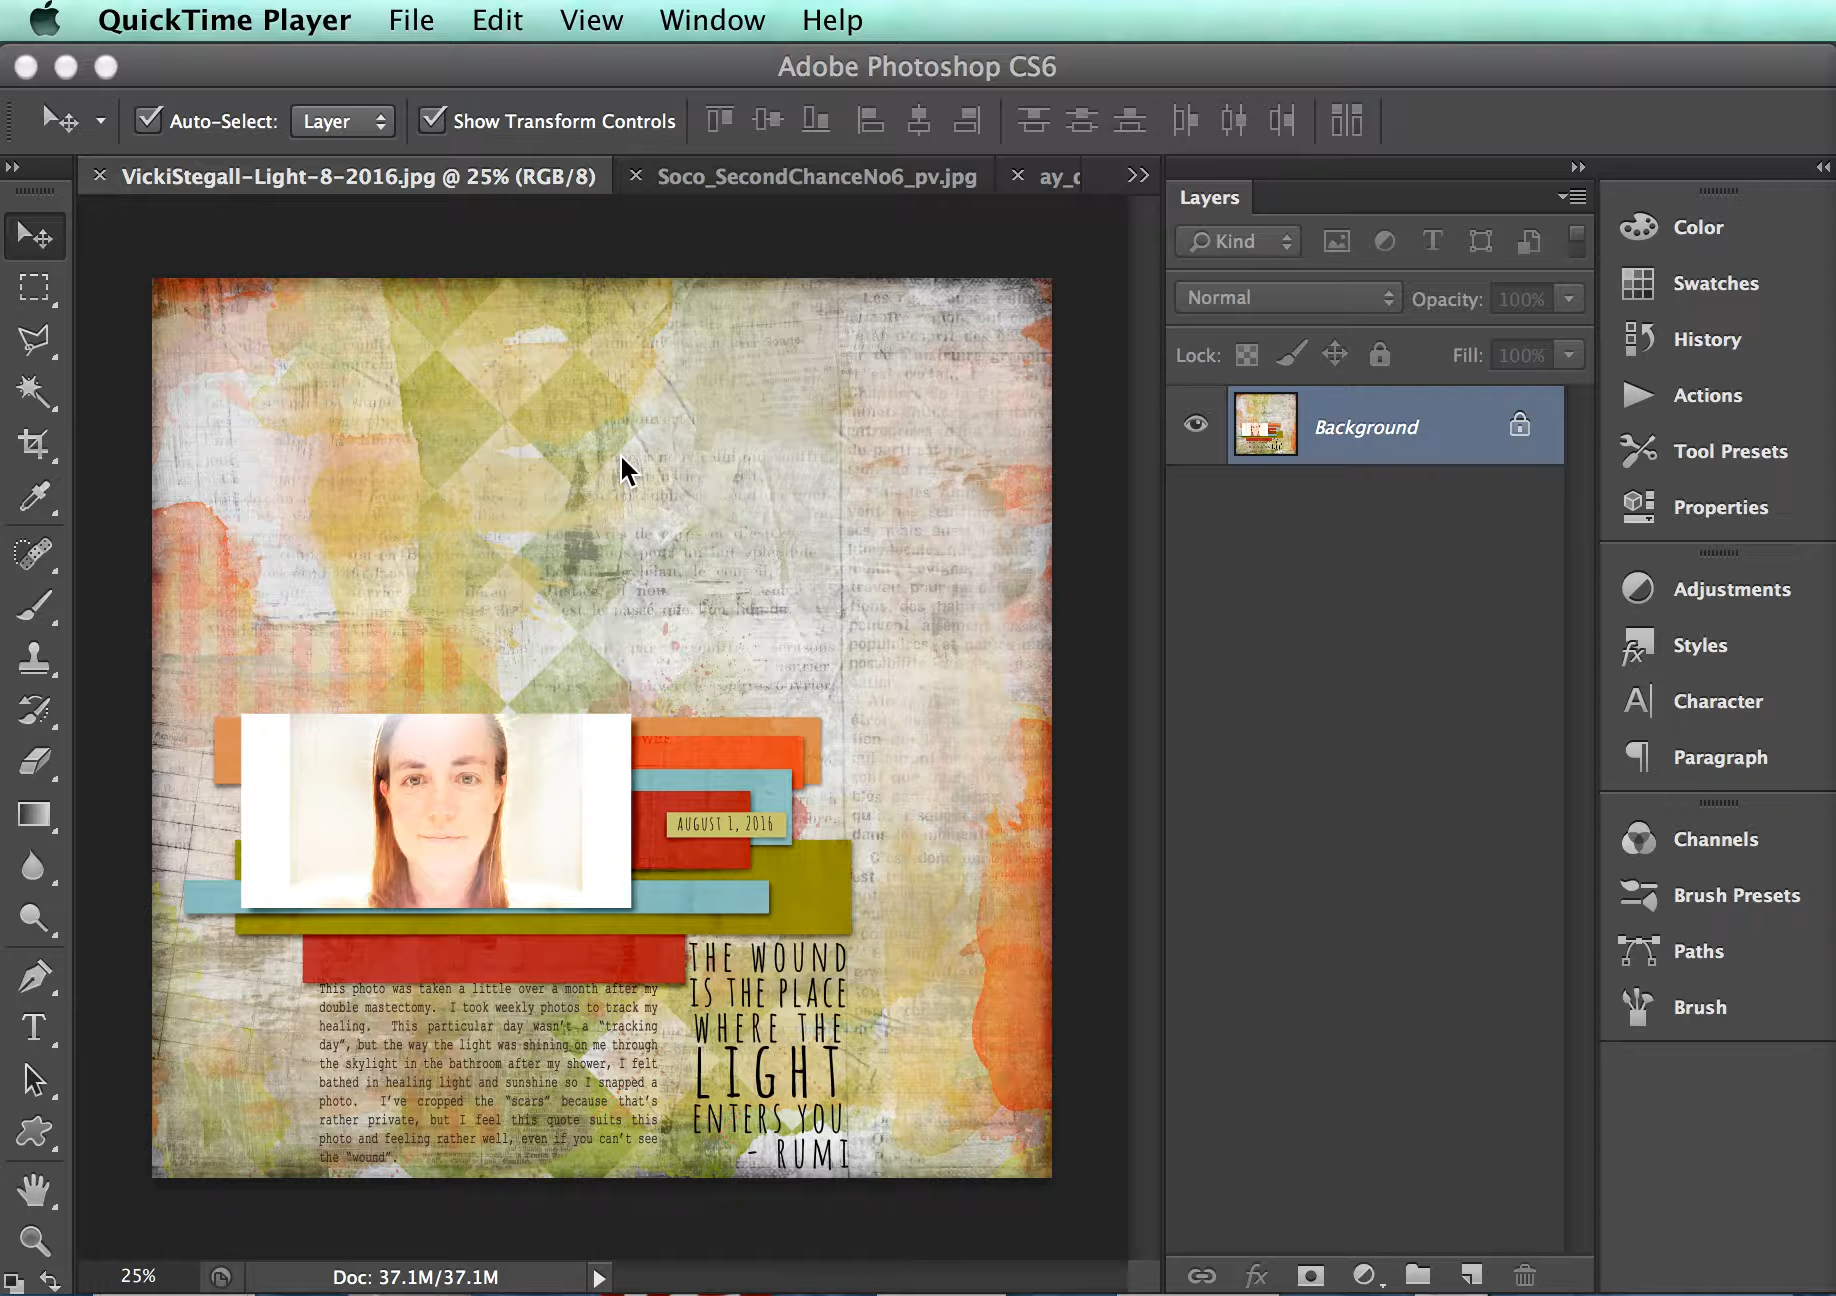 QuickTime Player File Edit View Window Help
Adobe Photoshop CS6
Auto-Select: Layer Show Transform Controls
VickiStegall-Light-8-2016.jpg @ 25% (RGB/8) Soco_SecondChanceNo6_pv.jpg
Layers
Kind
Normal Opacity: 100%
Lock: Fill: 100%
Background
Color
Swatches
History
Actions
Tool Presets
Properties
Adjustments
Styles
Character
Paragraph
Channels
Brush Presets
Paths
Brush
AUGUST 1, 2016
This photo was taken a little over a month after my
double mastectomy. I took weekly photos to track my
healing. This particular day wasn't a "tracking
day", but the way the light was shining on me through
the skylight in the bathroom after my shower, I felt
bathed in healing light and sunshine so I snapped a
photo. I've cropped the "scars" because that's
rather private, but I feel this quote suits this
photo and feeling rather well, even if you can't see
the "wound".
THE WOUND
IS THE PLACE
WHERE THE
LIGHT
ENTERS YOU
- RUMI
25% Doc: 37.1M/37.1M